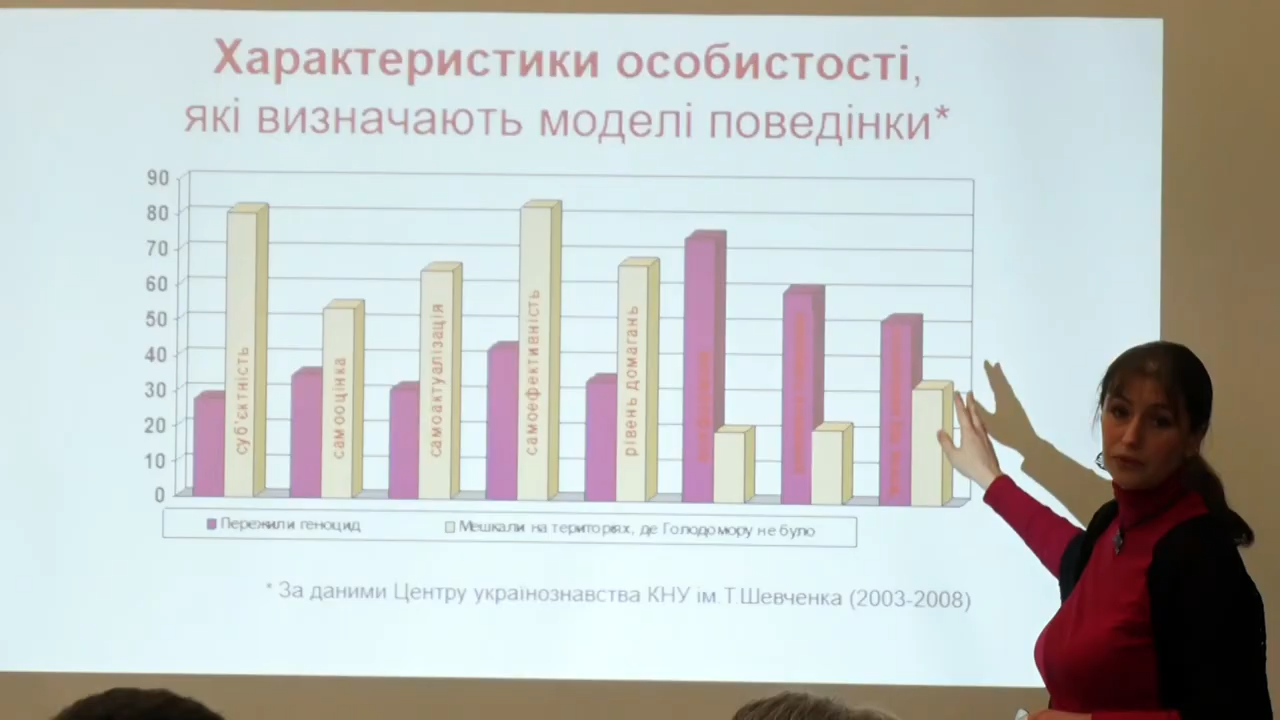 Характеристики особистості,
які визначають моделі поведінки*
90
80
70
60
50
40
30
20
10
0
суб'єктність
самооцінка
самоактуалізація
самоефективність
рівень домагань
Пережили геноцид
Мешкали на територіях, де Голодомору не було
* За даними Центру українознавства КНУ ім.Т.Шевченка (2003-2008)